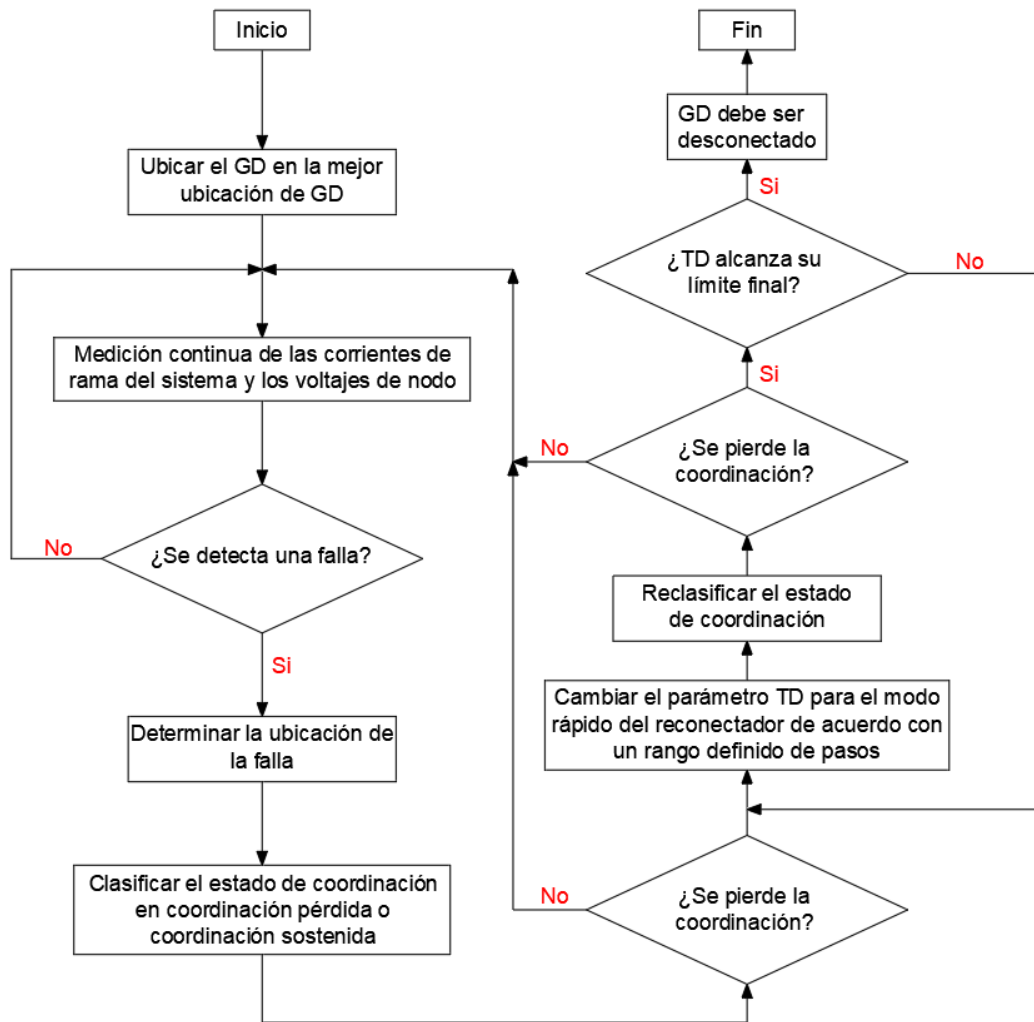 Inicio
Ubicar el GD en la mejor
ubicación de GD
Medición continua de las corrientes de
rama del sistema y los voltajes de nodo
¿Se detecta una falla?
No
Si
Determinar la ubicación de
la falla
Clasificar el estado de coordinación
en coordinación pérdida o
coordinación sostenida
¿Se pierde la
coordinación?
No
Cambiar el parámetro TD para el modo
rápido del reconectador de acuerdo con
un rango definido de pasos
Reclasificar el estado
de coordinación
¿Se pierde la
coordinación?
No
Si
¿TD alcanza su
límite final?
No
Si
GD debe ser
desconectado
Fin